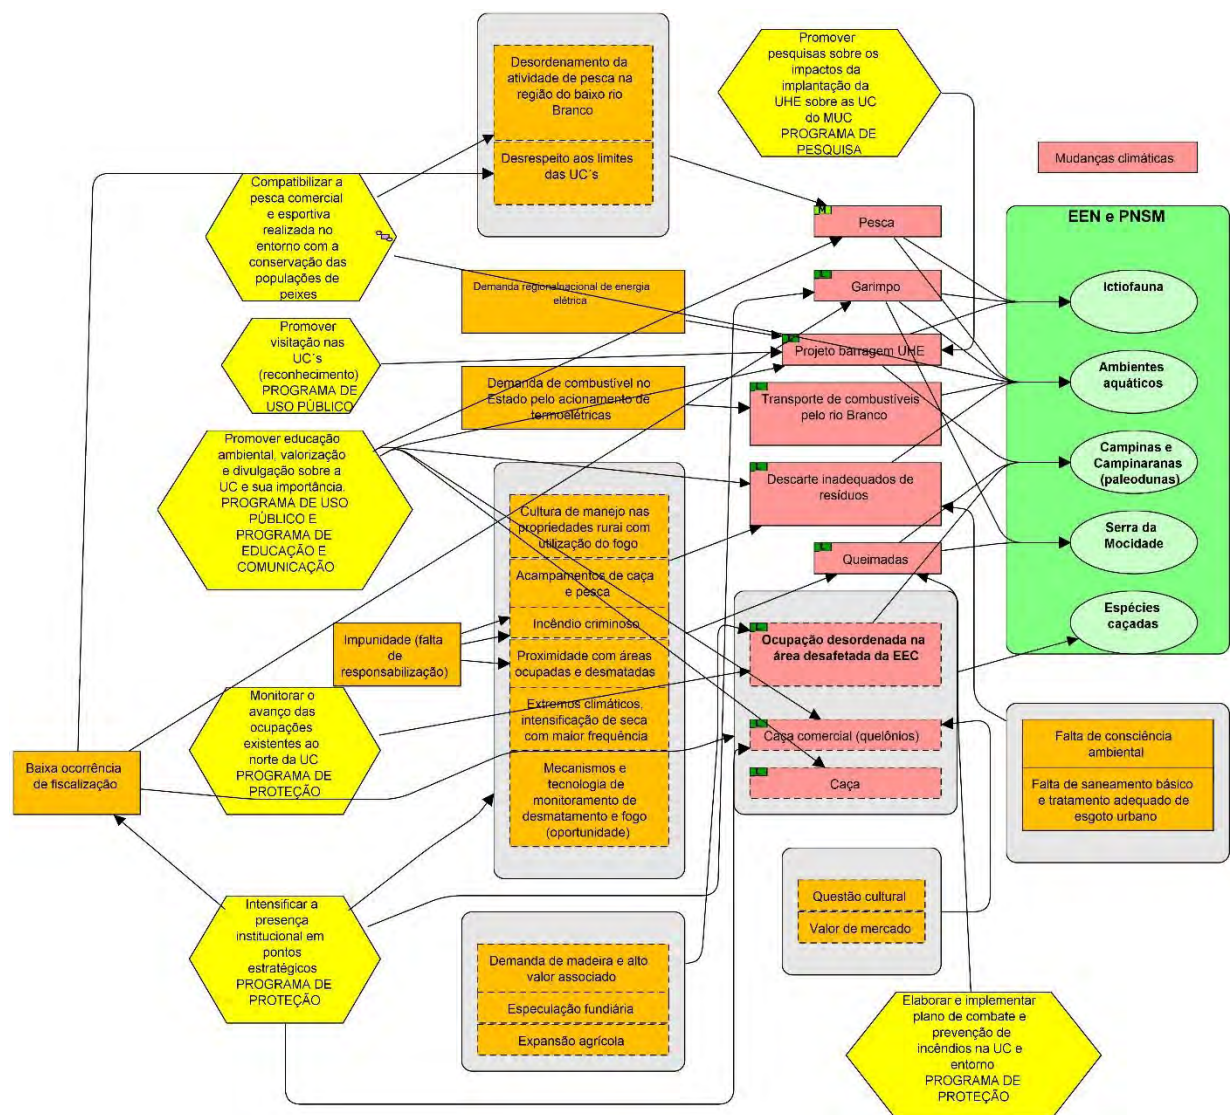 Desordenamento da
atividade de pesca na
região do baixo rio
Branco
Desrespeito aos limites
das UC´s
Promover
pesquisas sobre os
impactos da
implantação da
UHE sobre as UC
do MUC
PROGRAMA DE
PESQUISA
Mudanças climáticas
Compatibilizar a
pesca comercial
e esportiva
realizada no
entorno com a
conservação das
populações de
peixes
M
Pesca
EEN e PNSM
Demanda regionalnacional de energia
elétrica
L
Garimpo
Ictiofauna
Promover
visitação nas
UC´s
(reconhecimento)
PROGRAMA DE
USO PÚBLICO
L
Projeto barragem UHE
Demanda de combustível no
Estado pelo acionamento de
termoelétricas
L
Transporte de combustíveis
pelo rio Branco
Ambientes
aquáticos
Promover educação
ambiental, valorização
e divulgação sobre a
UC e sua importância.
PROGRAMA DE USO
PÚBLICO E
PROGRAMA DE
EDUCAÇÃO E
COMUNICAÇÃO
L
Descarte inadequados de
resíduos
Campinas e
Campinaranas
(paleodunas)
Cultura de manejo nas
propriedades rurai com
utilização do fogo
Acampamentos de caça
e pesca
Incêndio criminoso
Proximidade com áreas
ocupadas e desmatadas
Extremos climáticos,
intensificação de seca
com maior frequência
Mecanismos e
tecnologia de
monitoramento de
desmatamento e fogo
(oportunidade)
L
Queimadas
Serra da
Mocidade
Impunidade (falta
de
responsabilização)
L
Ocupação desordenada na
área desafetada da EEC
Espécies
caçadas
Monitorar o
avanço das
ocupações
existentes ao
norte da UC
PROGRAMA DE
PROTEÇÃO
L
Caça comercial (quelônios)
L
Caça
Falta de consciência
ambiental
Falta de saneamento básico
e tratamento adequado de
esgoto urbano
Baixa ocorrência
de fiscalização
Intensificar a
presença
institucional em
pontos
estratégicos
PROGRAMA DE
PROTEÇÃO
Questão cultural
Valor de mercado
Demanda de madeira e alto
valor associado
Especulação fundiária
Expansão agrícola
Elaborar e implementar
plano de combate e
prevenção de
incêndios na UC e
entorno
PROGRAMA DE
PROTEÇÃO